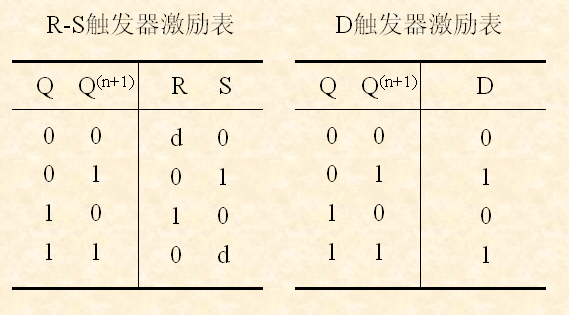 R-S触发器激励表
Q Q(n+1) R S
0 0 d 0
0 1 0 1
1 0 1 0
1 1 0 d
D触发器激励表
Q Q(n+1) D
0 0 0
0 1 1
1 0 0
1 1 1